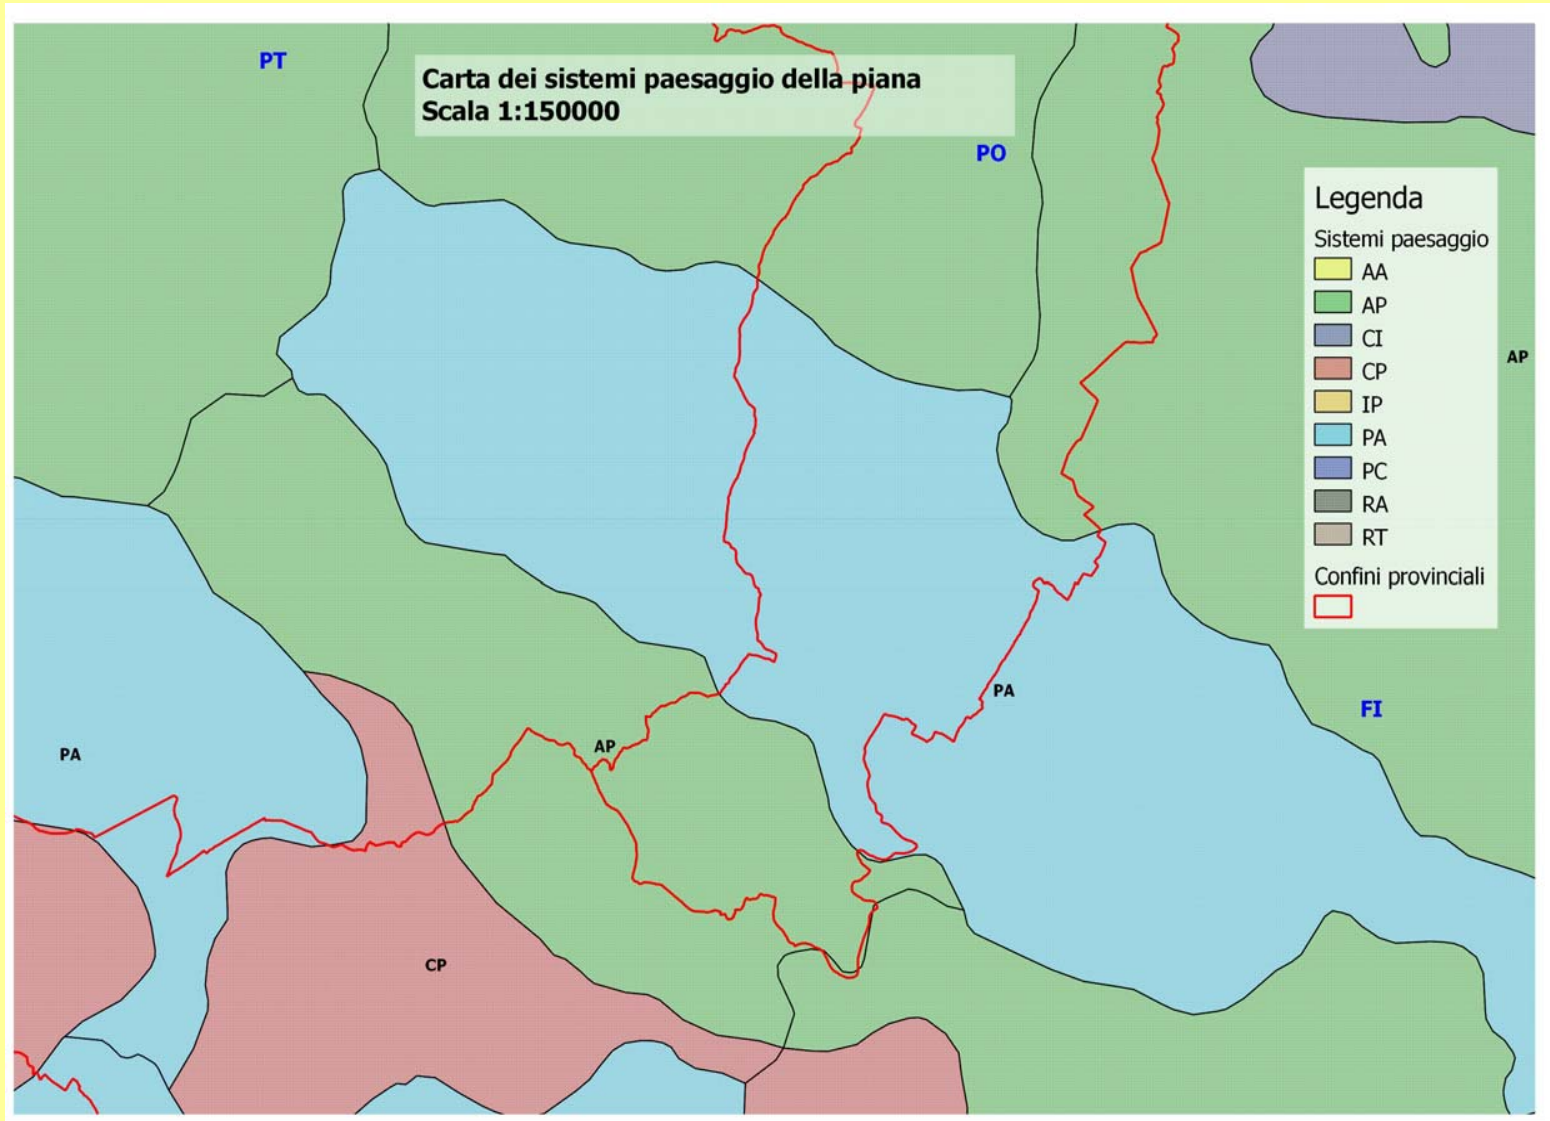 PT
Carta dei sistemi paesaggio della piana
Scala 1:150000
PO
Legenda
Sistemi paesaggio
AA
AP
CI
CP
IP
PA
PC
RA
RT
Confini provinciali
AP
PA
FI
AP
PA
CP